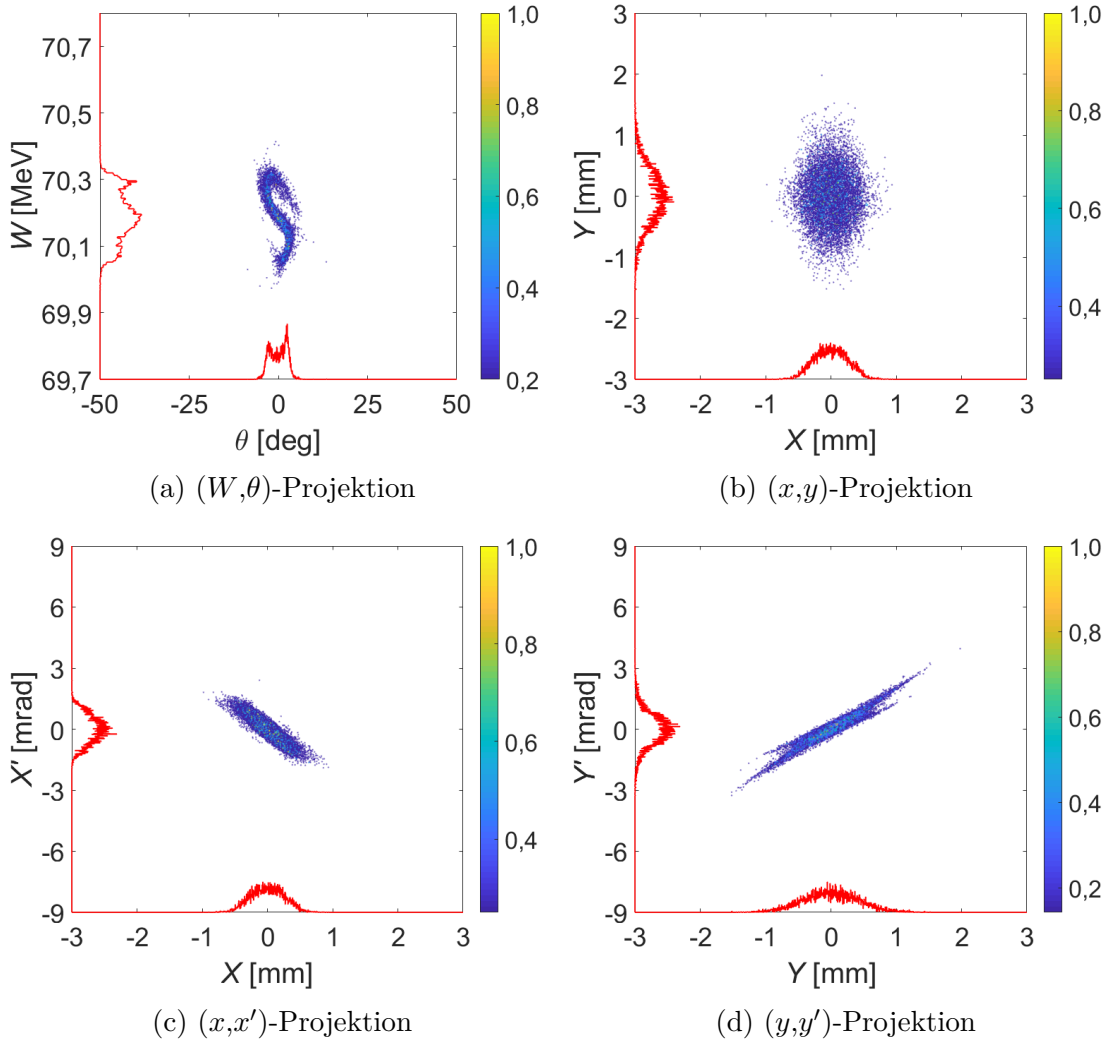 70,7
70,5
70,3
70,1
69,9
69,7
W [MeV]
-50 -25 0 25 50
θ [deg]
1,0
0,8
0,6
0,4
0,2
(a) (W,θ)-Projektion
3
2
1
0
-1
-2
-3
Y [mm]
-3 -2 -1 0 1 2 3
X [mm]
1,0
0,8
0,6
0,4
(b) (x,y)-Projektion
9
6
3
0
-3
-6
-9
X′ [mrad]
-3 -2 -1 0 1 2 3
X [mm]
1,0
0,8
0,6
0,4
(c) (x,x′)-Projektion
9
6
3
0
-3
-6
-9
Y′ [mrad]
-3 -2 -1 0 1 2 3
Y [mm]
1,0
0,8
0,6
0,4
0,2
(d) (y,y′)-Projektion